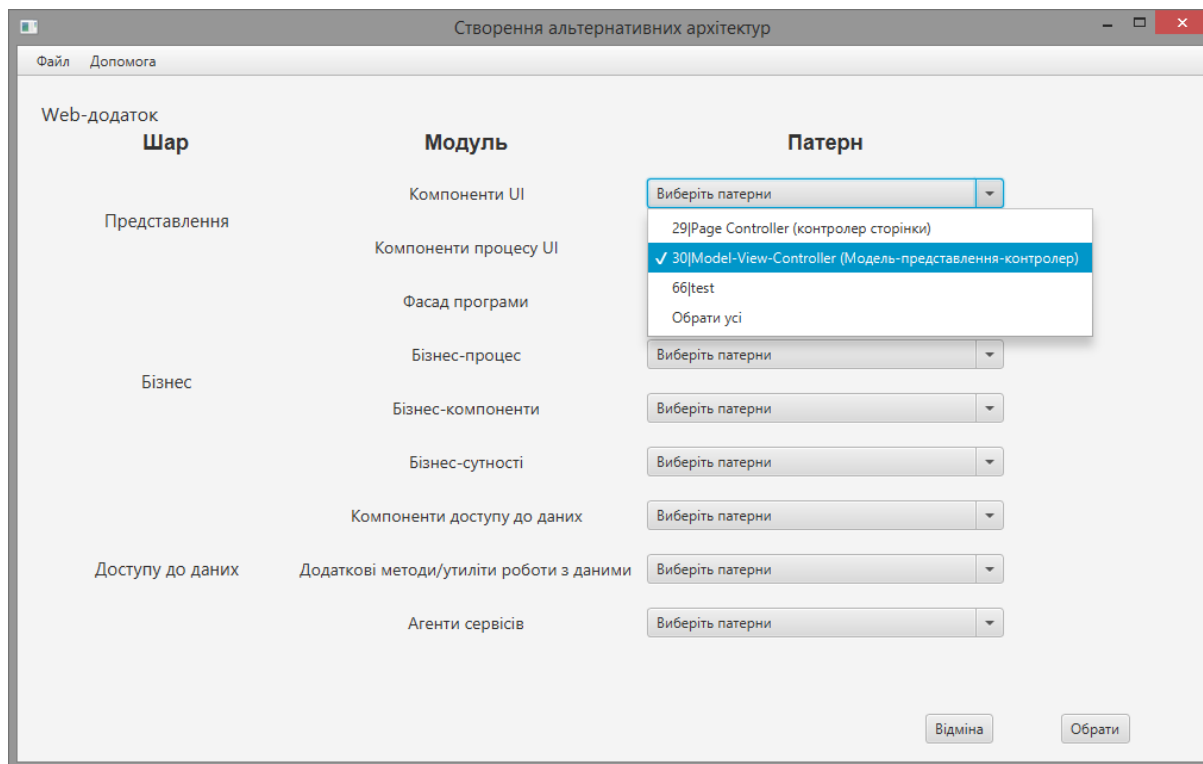 Створення альтернативних архітектур
Файл Допомога
Web-додаток
Шар Модуль Патерн
Компоненти UI Виберіть патерни
29|Page Controller (контролер сторінки)
Представлення
Компоненти процесу UI ✓ 30|Model-View-Controller (Модель-представлення-контролер)
66|test
Фасад програми
Обрати усі
Бізнес-процес Виберіть патерни
Бізнес
Бізнес-компоненти Виберіть патерни
Бізнес-сутності Виберіть патерни
Компоненти доступу до даних Виберіть патерни
Доступу до даних Додаткові методи/утиліти роботи з даними Виберіть патерни
Агенти сервісів Виберіть патерни
Відміна Обрати